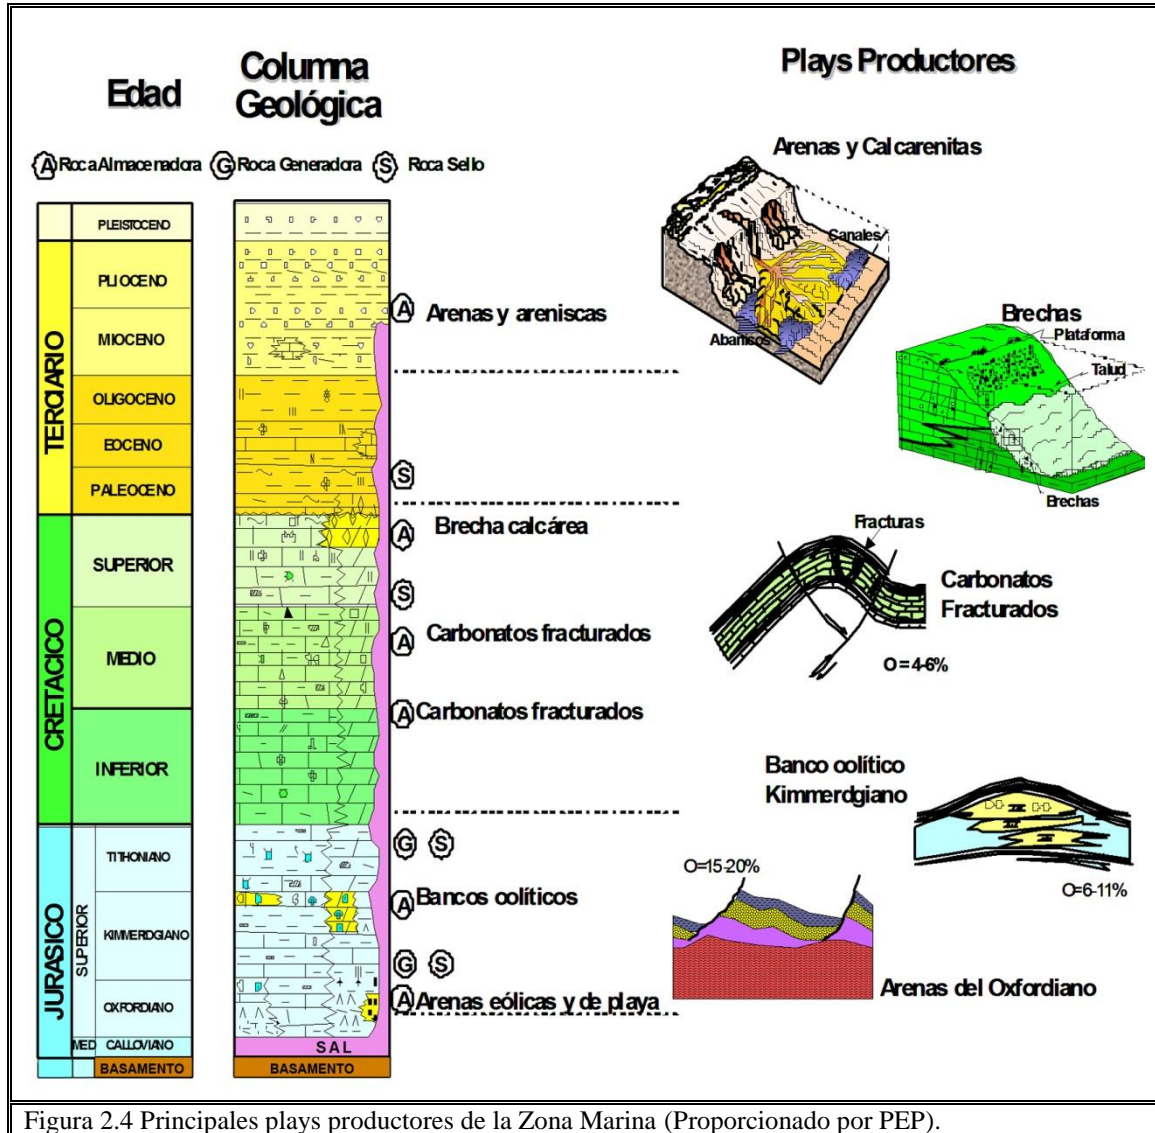 Edad
Columna
Geológica
Plays Productores
A Roca Almacenadora G Roca Generadora S Roca Sello
PLEISTOCENO
TERCIARIO
PLIOCENO
MIOCENO
OLIGOCENO
EOCENO
PALEOCENO
CRETACICO
SUPERIOR
MEDIO
INFERIOR
JURASICO
SUPERIOR
TITHONIANO
KIMMERDGIANO
OXFORDIANO
MED
CALLOVIANO
BASAMENTO
SAL
BASAMENTO
A Arenas y areniscas
S
A Brecha calcárea
S
A Carbonatos fracturados
A Carbonatos fracturados
G S
A Bancos oolíticos
G S
A Arenas eólicas y de playa
Arenas y Calcarenitas
Canales
Abanicos
Brechas
Plataforma
Talud
Brechas
Fracturas
Carbonatos
Fracturados
O = 4-6%
Banco oolítico
Kimmerdgiano
O=6-11%
O=15-20%
Arenas del Oxfordiano
Figura 2.4 Principales plays productores de la Zona Marina (Proporcionado por PEP).